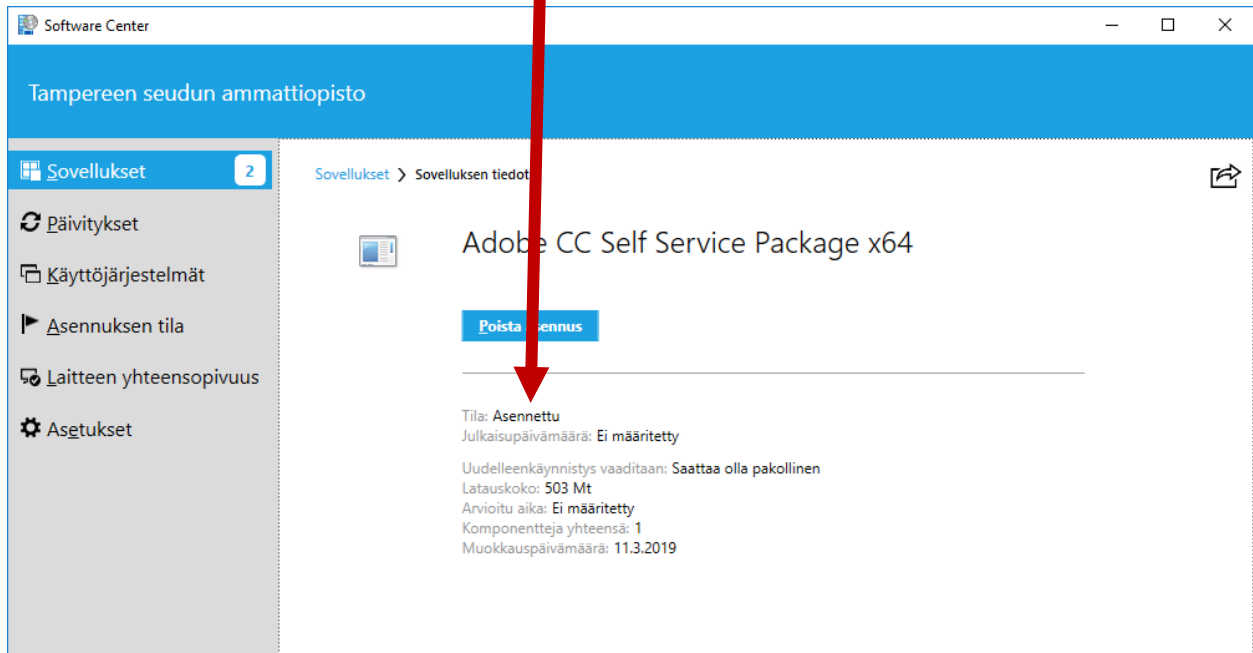 Software Center
Tampereen seudun ammattiopisto
Sovellukset 2
Päivitykset
Käyttöjärjestelmät
Asennuksen tila
Laitteen yhteensopivuus
Asetukset
Sovellukset > Sovelluksen tiedot
Adobe CC Self Service Package x64
Poista asennus
Tila: Asennettu
Julkaisupäivämäärä: Ei määritetty
Uudelleenkäynnistys vaaditaan: Saattaa olla pakollinen
Latauskoko: 503 Mt
Arvioitu aika: Ei määritetty
Komponentteja yhteensä: 1
Muokkauspäivämäärä: 11.3.2019